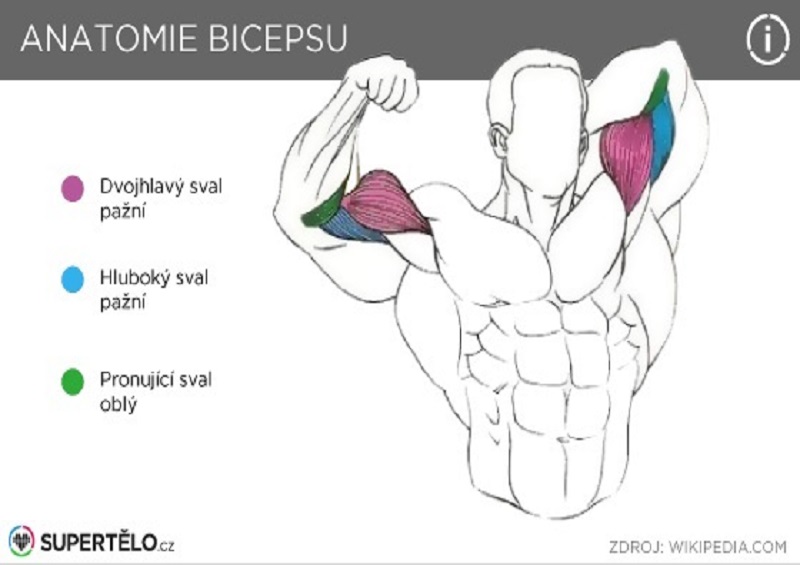 ANATOMIE BICEPSU
i
Dvojhlavý sval
pažní
Hluboký sval
pažní
Pronující sval
oblý
SUPERTĚLO.cz
ZDROJ: WIKIPEDIA.COM